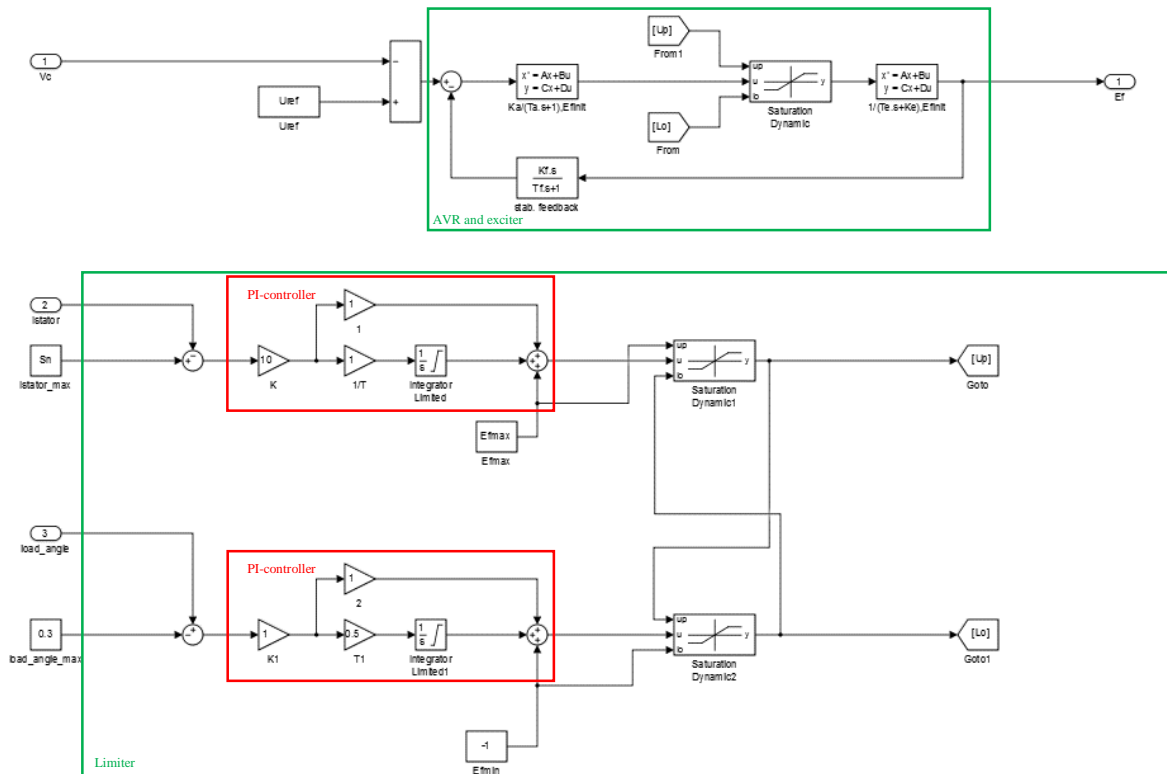 [Up]
From1
1
Vc
−
+
Uref
Uref
+
−
x' = Ax+Bu
y = Cx+Du
Ka/(Ta.s+1),Efinit
up
u
lo
y
Saturation
Dynamic
x' = Ax+Bu
y = Cx+Du
1/(Te.s+Ke),Efinit
1
Ef
[Lo]
From
Kf.s
Tf.s+1
stab. feedback
AVR and exciter
PI-controller
2
Istator
1
1
Sn
Istator_max
−
+
10
K
1
1/T
1
s
Integrator
Limited
+
+
+
up
u
lo
y
Saturation
Dynamic1
[Up]
Goto
Efmax
Efmax
3
load_angle
PI-controller
1
2
0.3
load_angle_max
+
−
1
K1
0.5
T1
1
s
Integrator
Limited1
+
+
+
up
u
lo
y
Saturation
Dynamic2
[Lo]
Goto1
-1
Efmin
Limiter